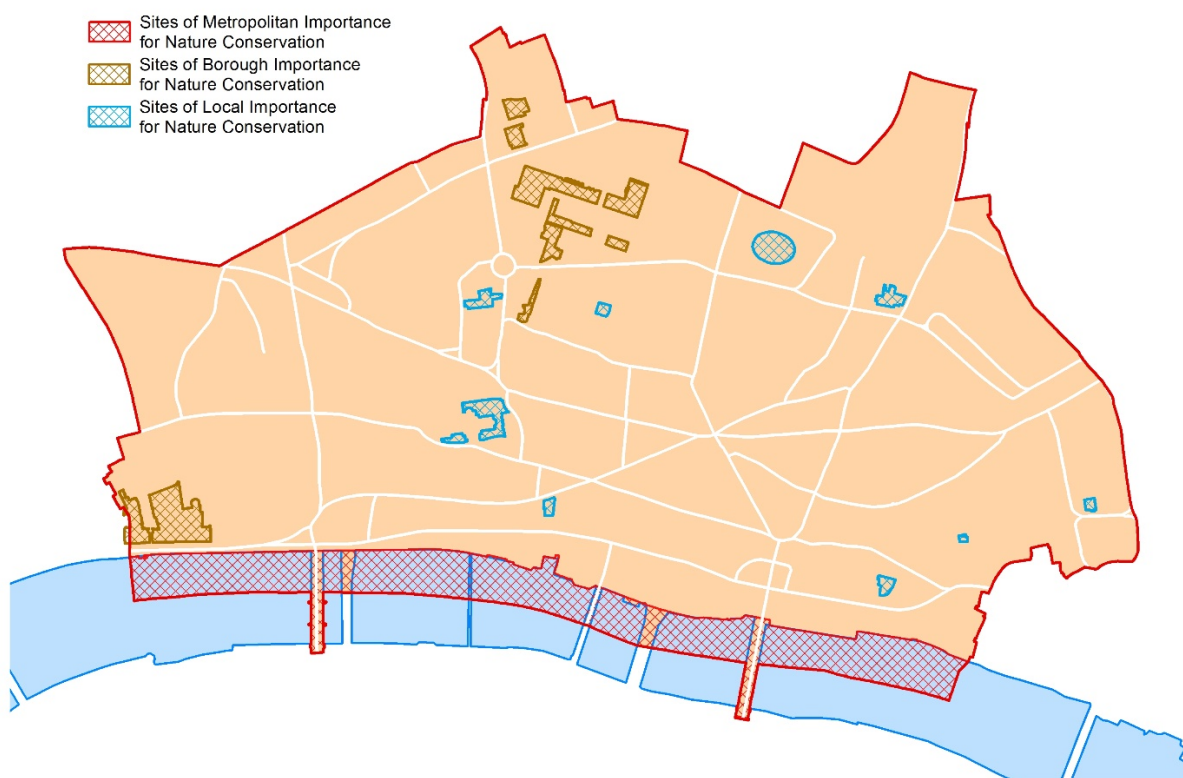 Sites of Metropolitan Importance
for Nature Conservation
Sites of Borough Importance
for Nature Conservation
Sites of Local Importance
for Nature Conservation